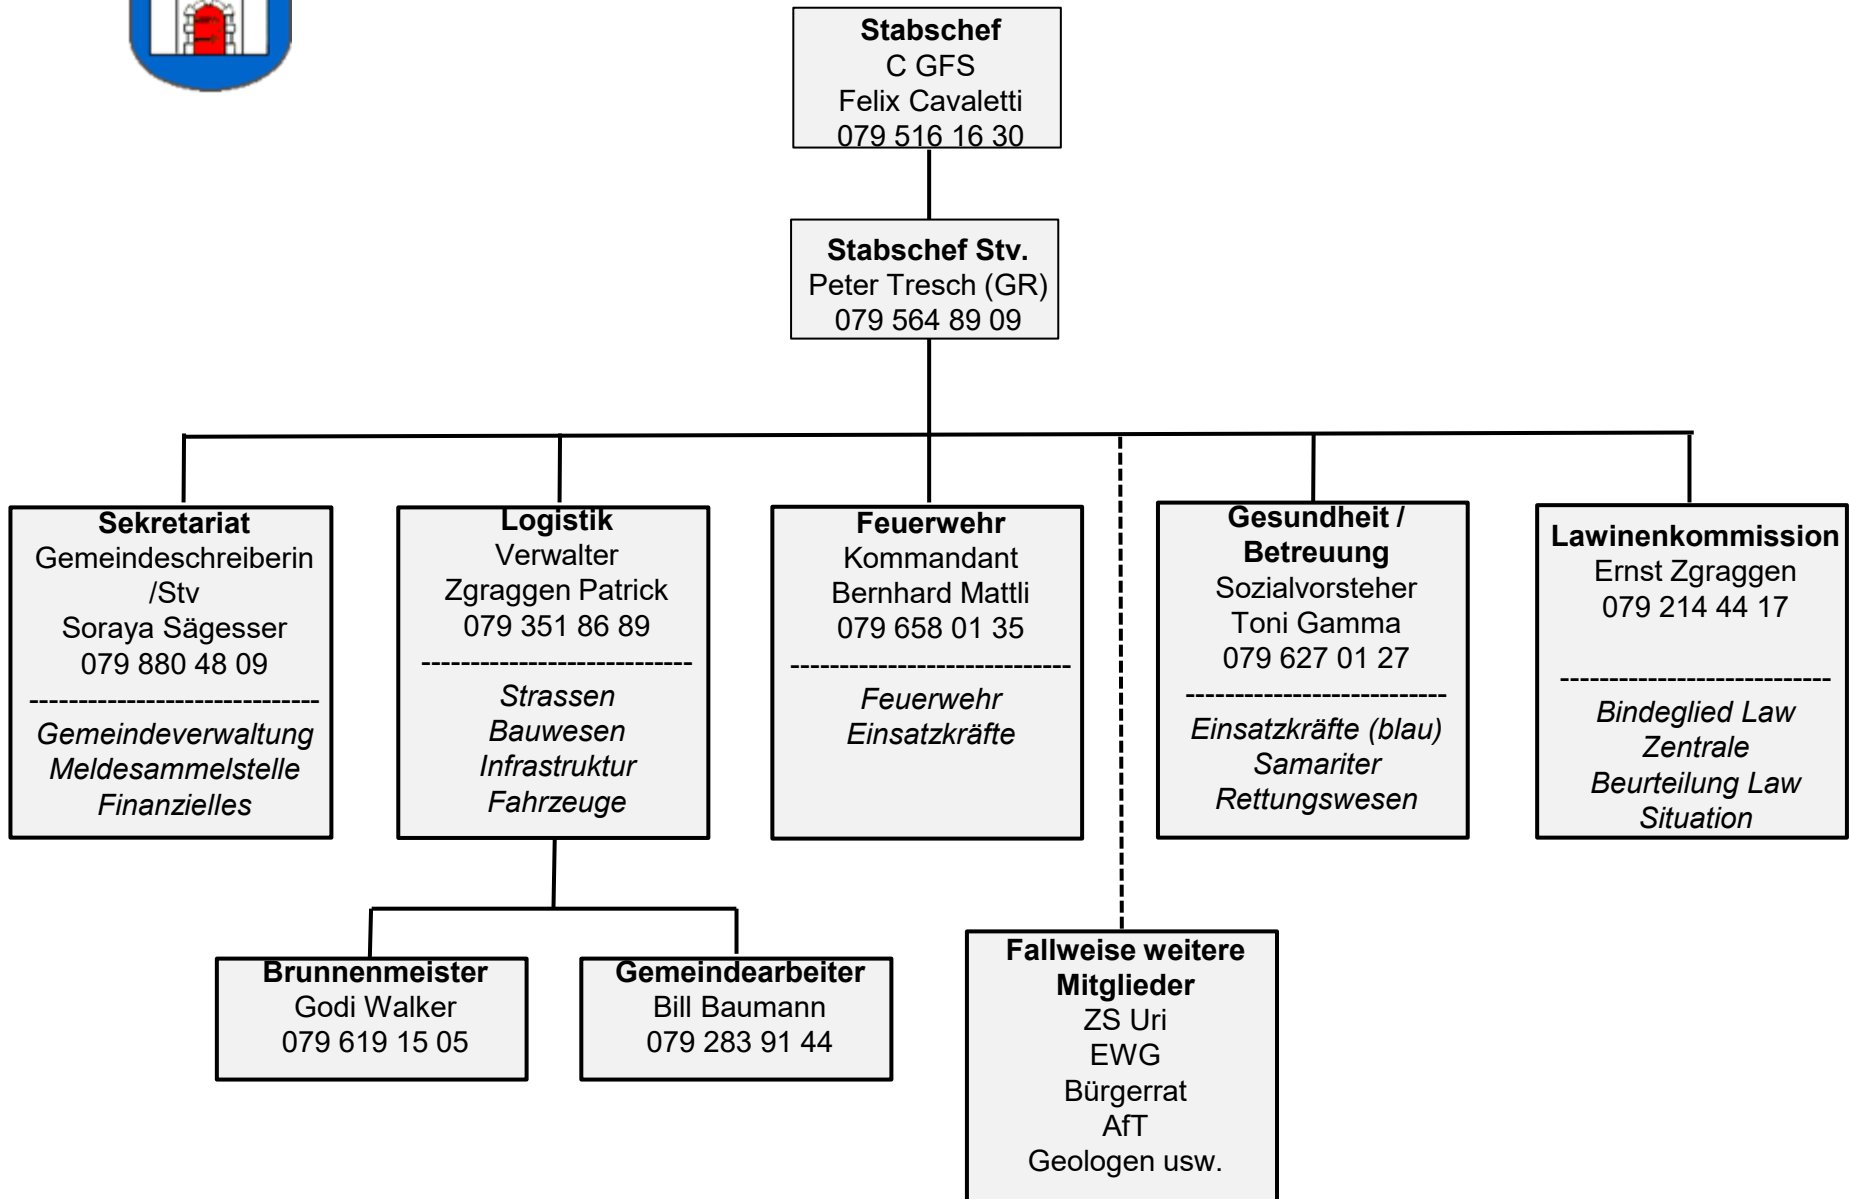 Stabschef
C GFS
Felix Cavaletti
079 516 16 30
Stabschef Stv.
Peter Tresch (GR)
079 564 89 09
Sekretariat
Gemeindeschreiberin
/Stv
Soraya Sägesser
079 880 48 09
------------------------------
Gemeindeverwaltung
Meldesammelstelle
Finanzielles
Logistik
Verwalter
Zgraggen Patrick
079 351 86 89
----------------------------
Strassen
Bauwesen
Infrastruktur
Fahrzeuge
Feuerwehr
Kommandant
Bernhard Mattli
079 658 01 35
-----------------------------
Feuerwehr
Einsatzkräfte
Gesundheit /
Betreuung
Sozialvorsteher
Toni Gamma
079 627 01 27
---------------------------
Einsatzkräfte (blau)
Samariter
Rettungswesen
Lawinenkommission
Ernst Zgraggen
079 214 44 17
----------------------------
Bindeglied Law
Zentrale
Beurteilung Law
Situation
Brunnenmeister
Godi Walker
079 619 15 05
Gemeindearbeiter
Bill Baumann
079 283 91 44
Fallweise weitere
Mitglieder
ZS Uri
EWG
Bürgerrat
AfT
Geologen usw.